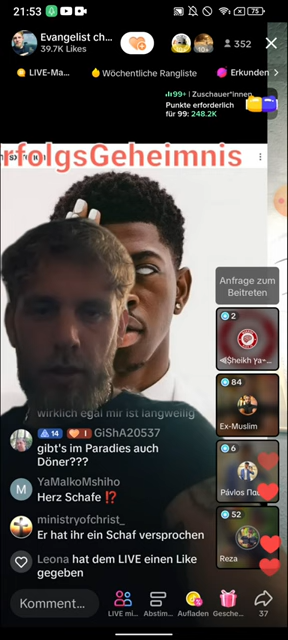 21:53
75
Evangelist ch...
39.7K Likes
10+
352
LIVE-Ma...
Wöchentliche Rangliste
Erkunden
99+ | Zuschauer*innen
Punkte erforderlich
für 99: 248.2K
rfolgsGeheimnis
Anfrage zum
Beitreten
2
84
Ex-Muslim
6
52
Reza
wirklich egal mir ist langweilig
14
I
GiShA20537
gibt's im Paradies auch
Döner???
M
YaMalkoMshiho
Herz Schafe ⁉️
ministryofchrist_
Er hat ihr ein Schaf versprochen
Leona hat dem LIVE einen Like
gegeben
Komment...
LIVE mi...
Abstim...
Aufladen
Gesche...
37